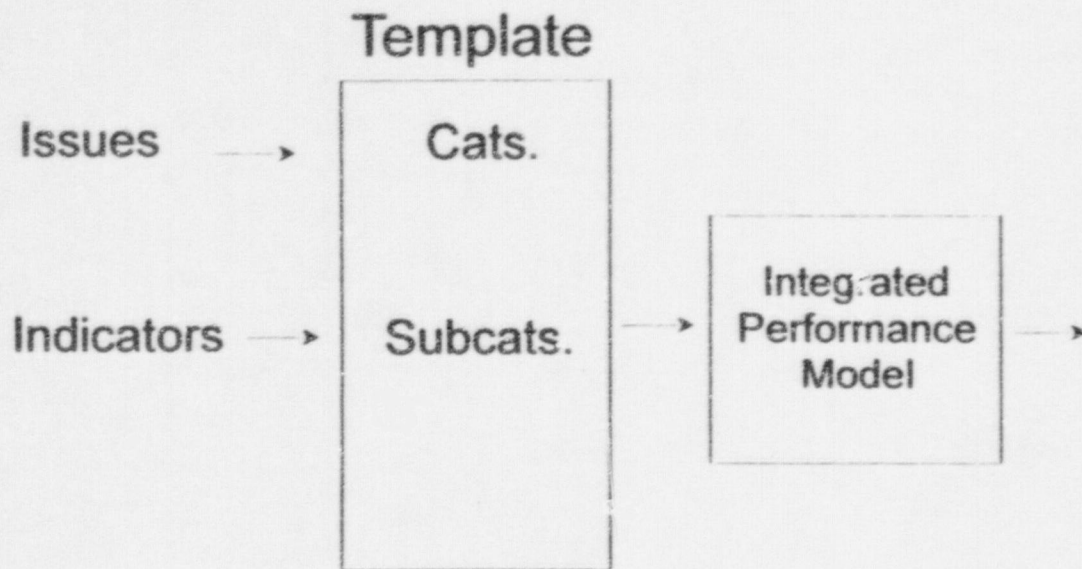 Template
Issues
Cats.
Indicators
Subcats.
Integrated
Performance
Model